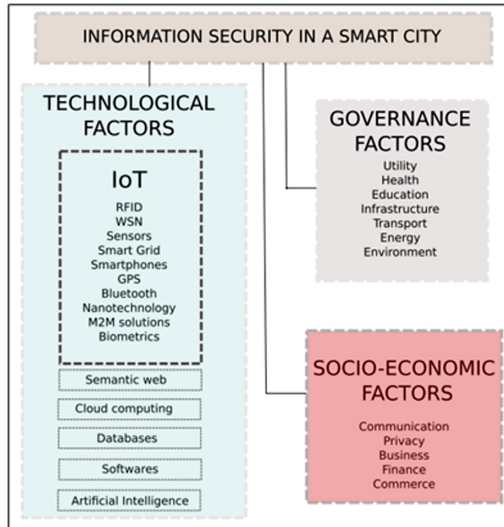 INFORMATION SECURITY IN A SMART CITY
TECHNOLOGICAL
FACTORS
IoT
RFID
WSN
Sensors
Smart Grid
Smartphones
GPS
Bluetooth
Nanotechnology
M2M solutions
Biometrics
Semantic web
Cloud computing
Databases
Softwares
Artificial Intelligence
GOVERNANCE
FACTORS
Utility
Health
Education
Infrastructure
Transport
Energy
Environment
SOCIO-ECONOMIC
FACTORS
Communication
Privacy
Business
Finance
Commerce